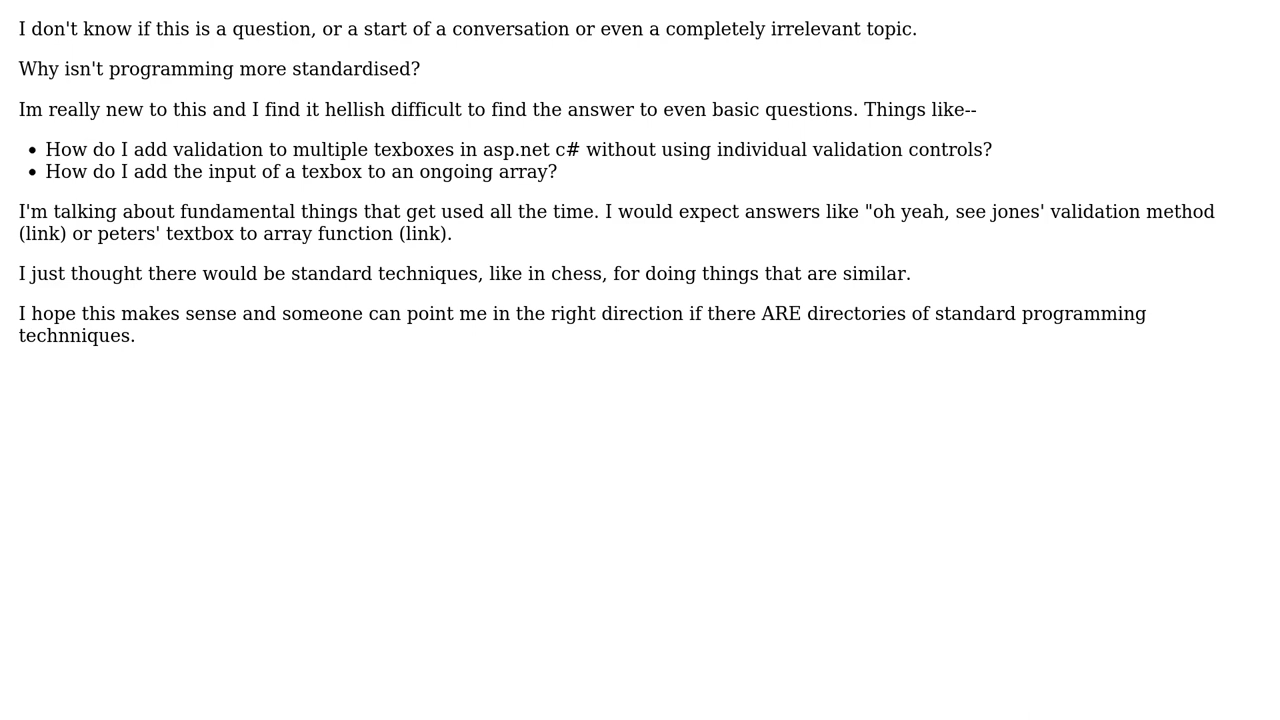 I don't know if this is a question, or a start of a conversation or even a completely irrelevant topic.
Why isn't programming more standardised?
Im really new to this and I find it hellish difficult to find the answer to even basic questions. Things like--
• How do I add validation to multiple texboxes in asp.net c# without using individual validation controls?
• How do I add the input of a texbox to an ongoing array?
I'm talking about fundamental things that get used all the time. I would expect answers like "oh yeah, see jones' validation method
(link) or peters' textbox to array function (link).
I just thought there would be standard techniques, like in chess, for doing things that are similar.
I hope this makes sense and someone can point me in the right direction if there ARE directories of standard programming
technniques.